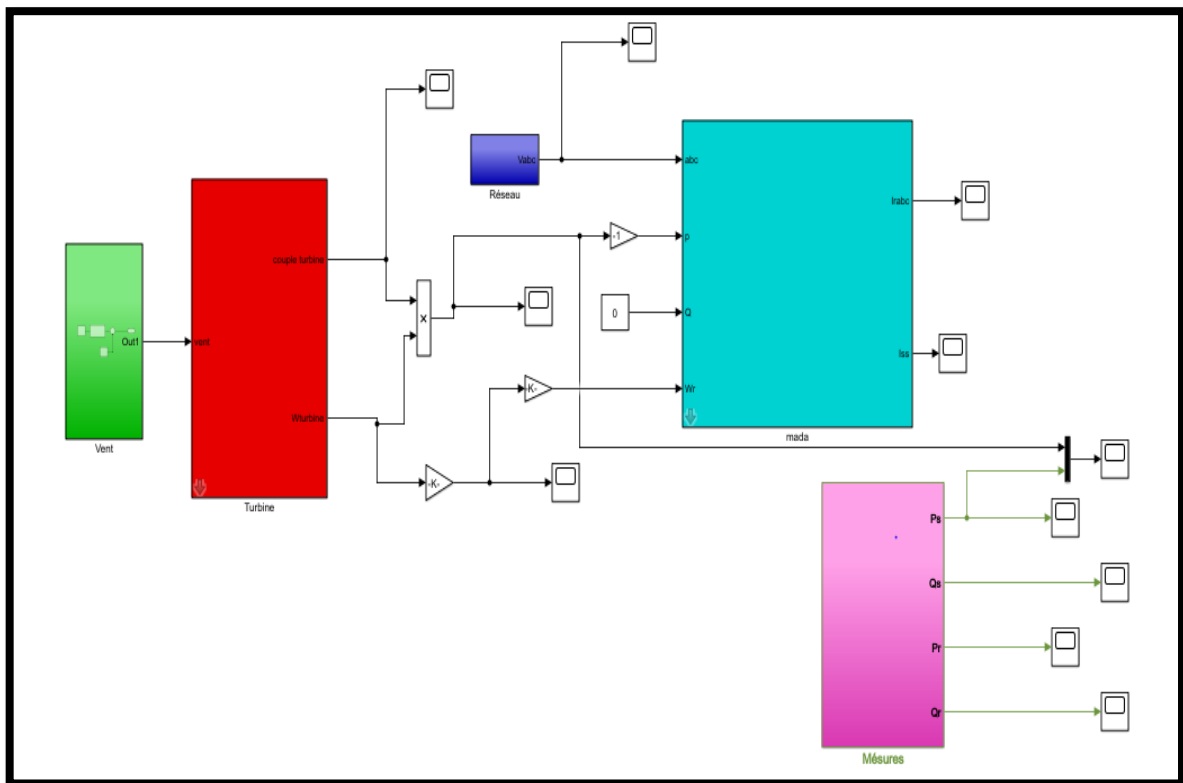 Vabc
Réseau
abc
Irabc
couple turbine
-1
p
x
0
Q
Out1
vent
Iss
-K-
Wr
Wturbine
mada
Vent
-K-
Turbine
Ps
Qs
Pr
Qr
Mésures